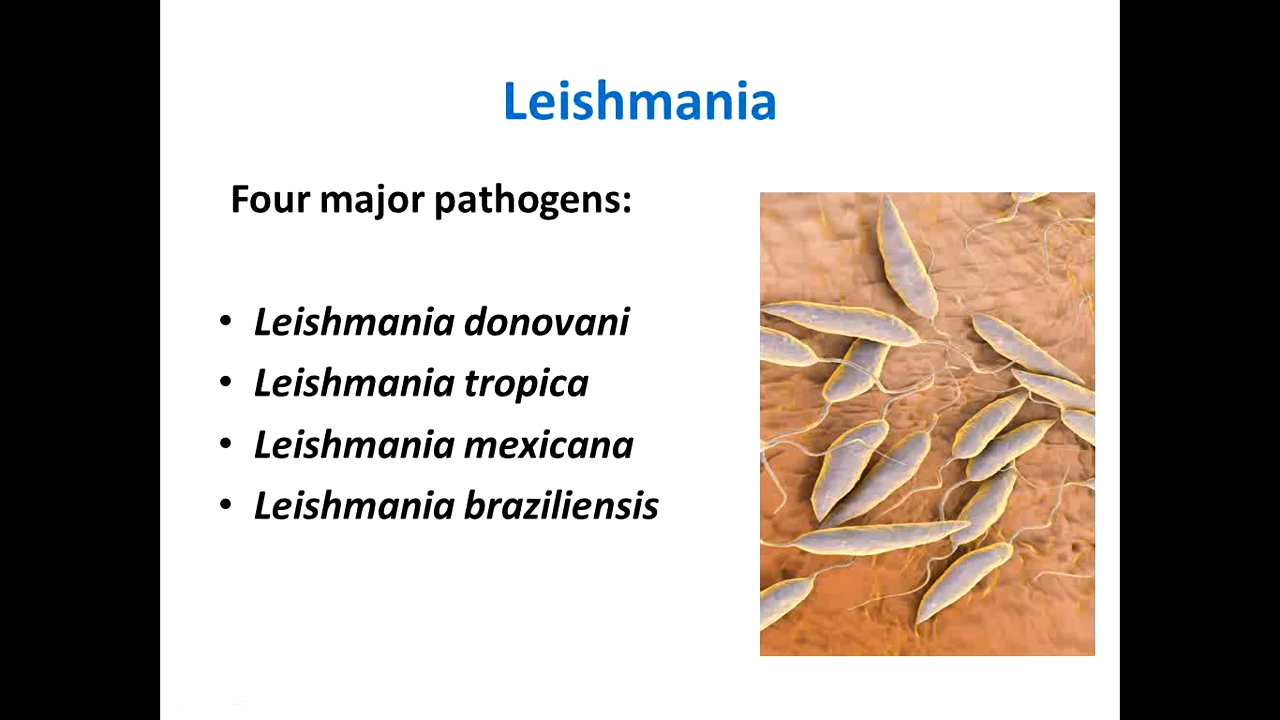 Leishmania
Four major pathogens:
• Leishmania donovani
• Leishmania tropica
• Leishmania mexicana
• Leishmania braziliensis